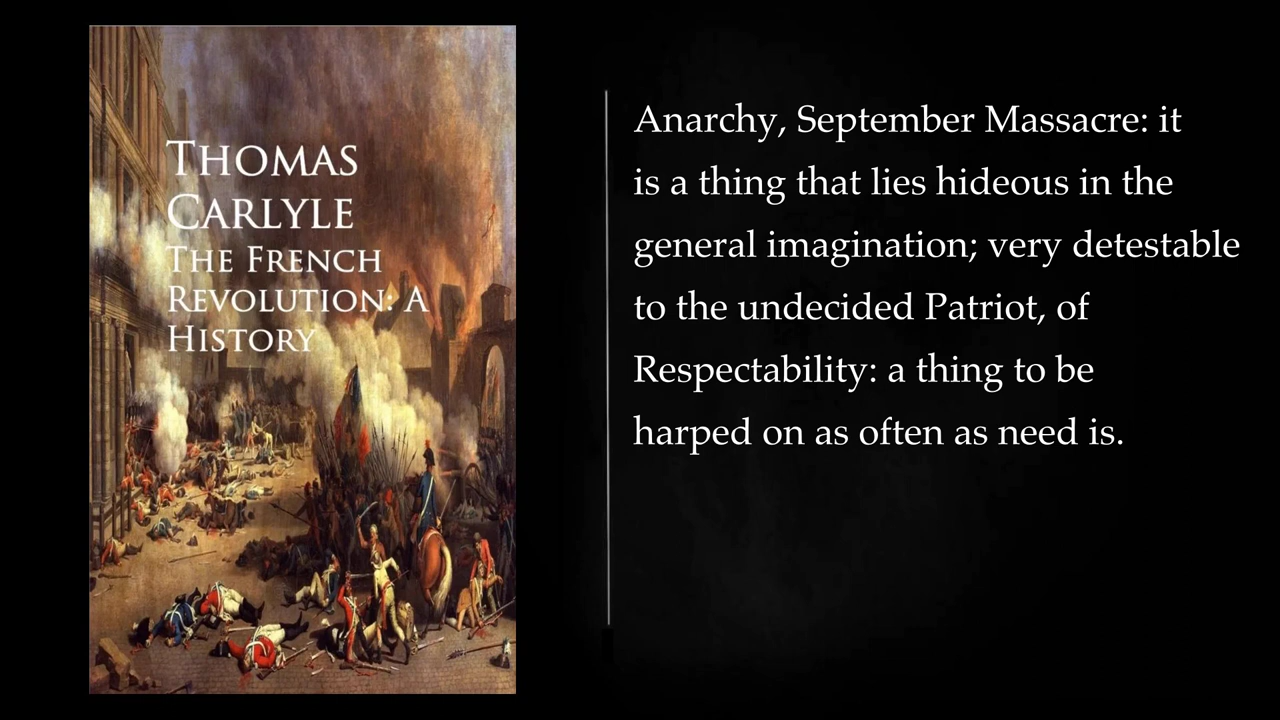 THOMAS
CARLYLE
THE FRENCH
REVOLUTION: A
HISTORY
Anarchy, September Massacre: it
is a thing that lies hideous in the
general imagination; very detestable
to the undecided Patriot, of
Respectability: a thing to be
harped on as often as need is.